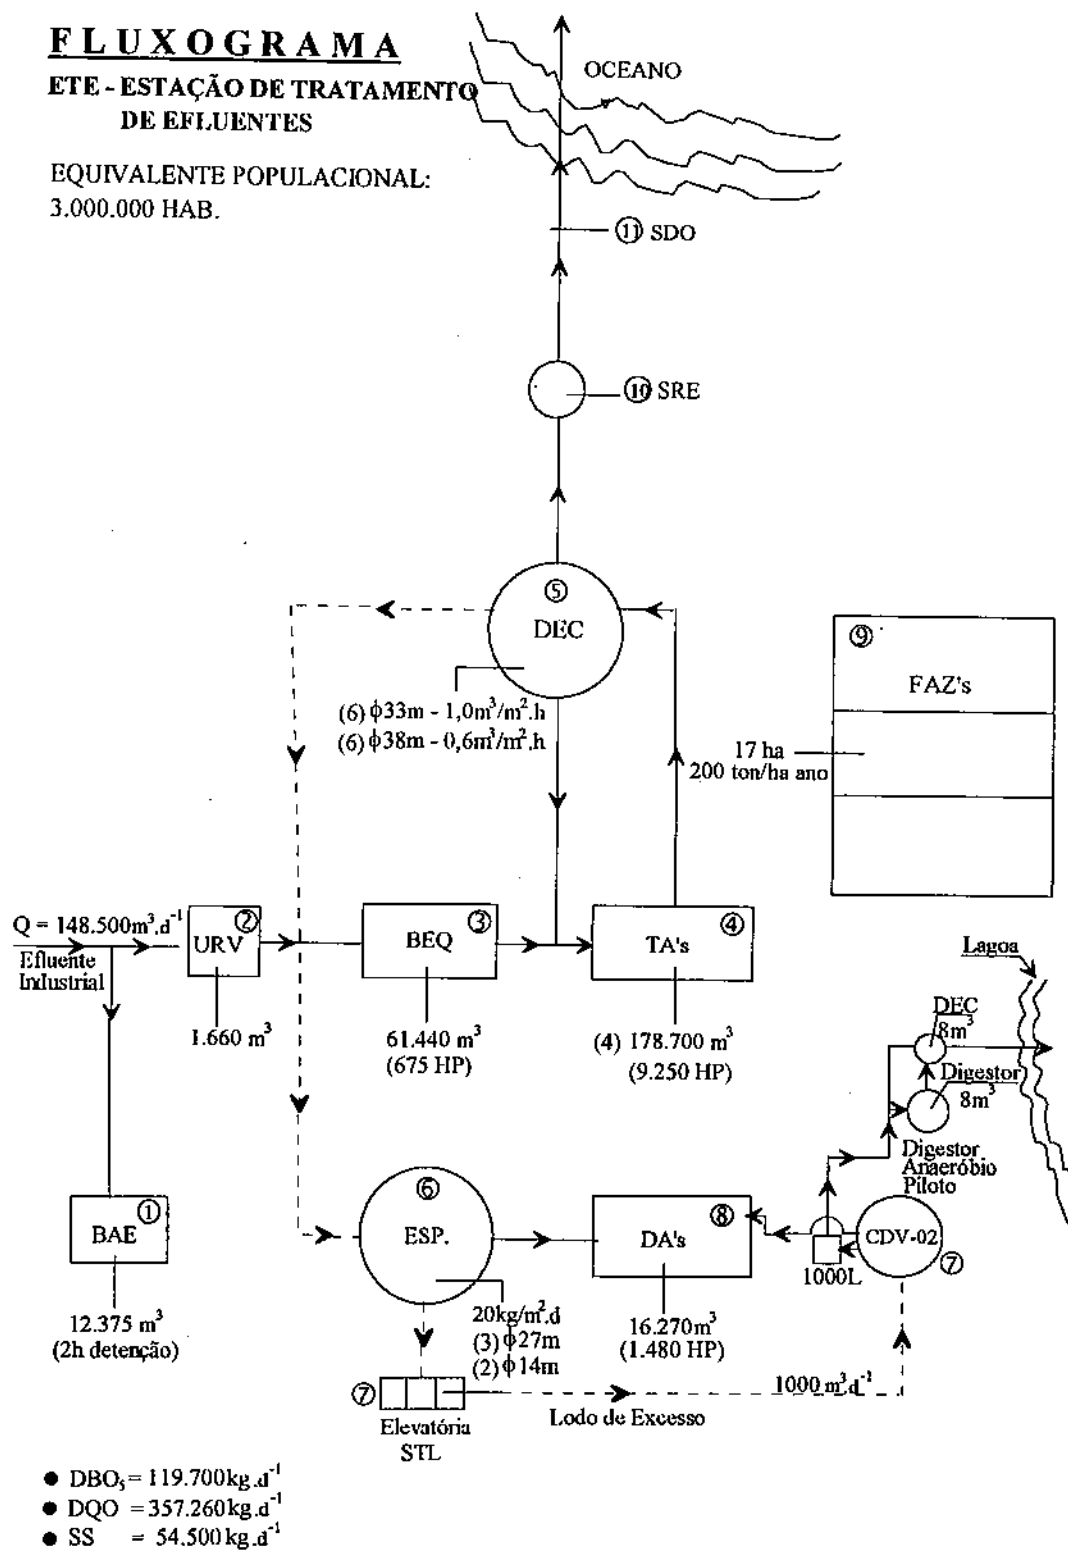 FLUXOGRAMA
ETE - ESTAÇÃO DE TRATAMENTO
DE EFLUENTES
EQUIVALENTE POPULACIONAL:
3.000.000 HAB.
OCEANO
⑪ SDO
⑩ SRE
⑤
DEC
(6) ϕ33m - 1,0m³/m².h
(6) ϕ38m - 0,6m³/m².h
⑨
FAZ's
17 ha
200 ton/ha ano
Q = 148.500m³.d⁻¹
Efluente
Industrial
②
URV
1.660 m³
③
BEQ
61.440 m³
(675 HP)
④
TA's
(4) 178.700 m³
(9.250 HP)
Lagoa
DEC
8m³
Digestor
8m³
Digestor
Anaeróbio
Piloto
①
BAE
12.375 m³
(2h detenção)
⑥
ESP.
20kg/m².d
(3) ϕ27m
(2) ϕ14m
⑧
DA's
16.270m³
(1.480 HP)
1000L
CDV-02
⑦
1000 m³d⁻¹
⑦
Elevatória
STL
Lodo de Excesso
● DBO₅ = 119.700kg.d⁻¹
● DQO = 357.260kg.d⁻¹
● SS = 54.500kg.d⁻¹